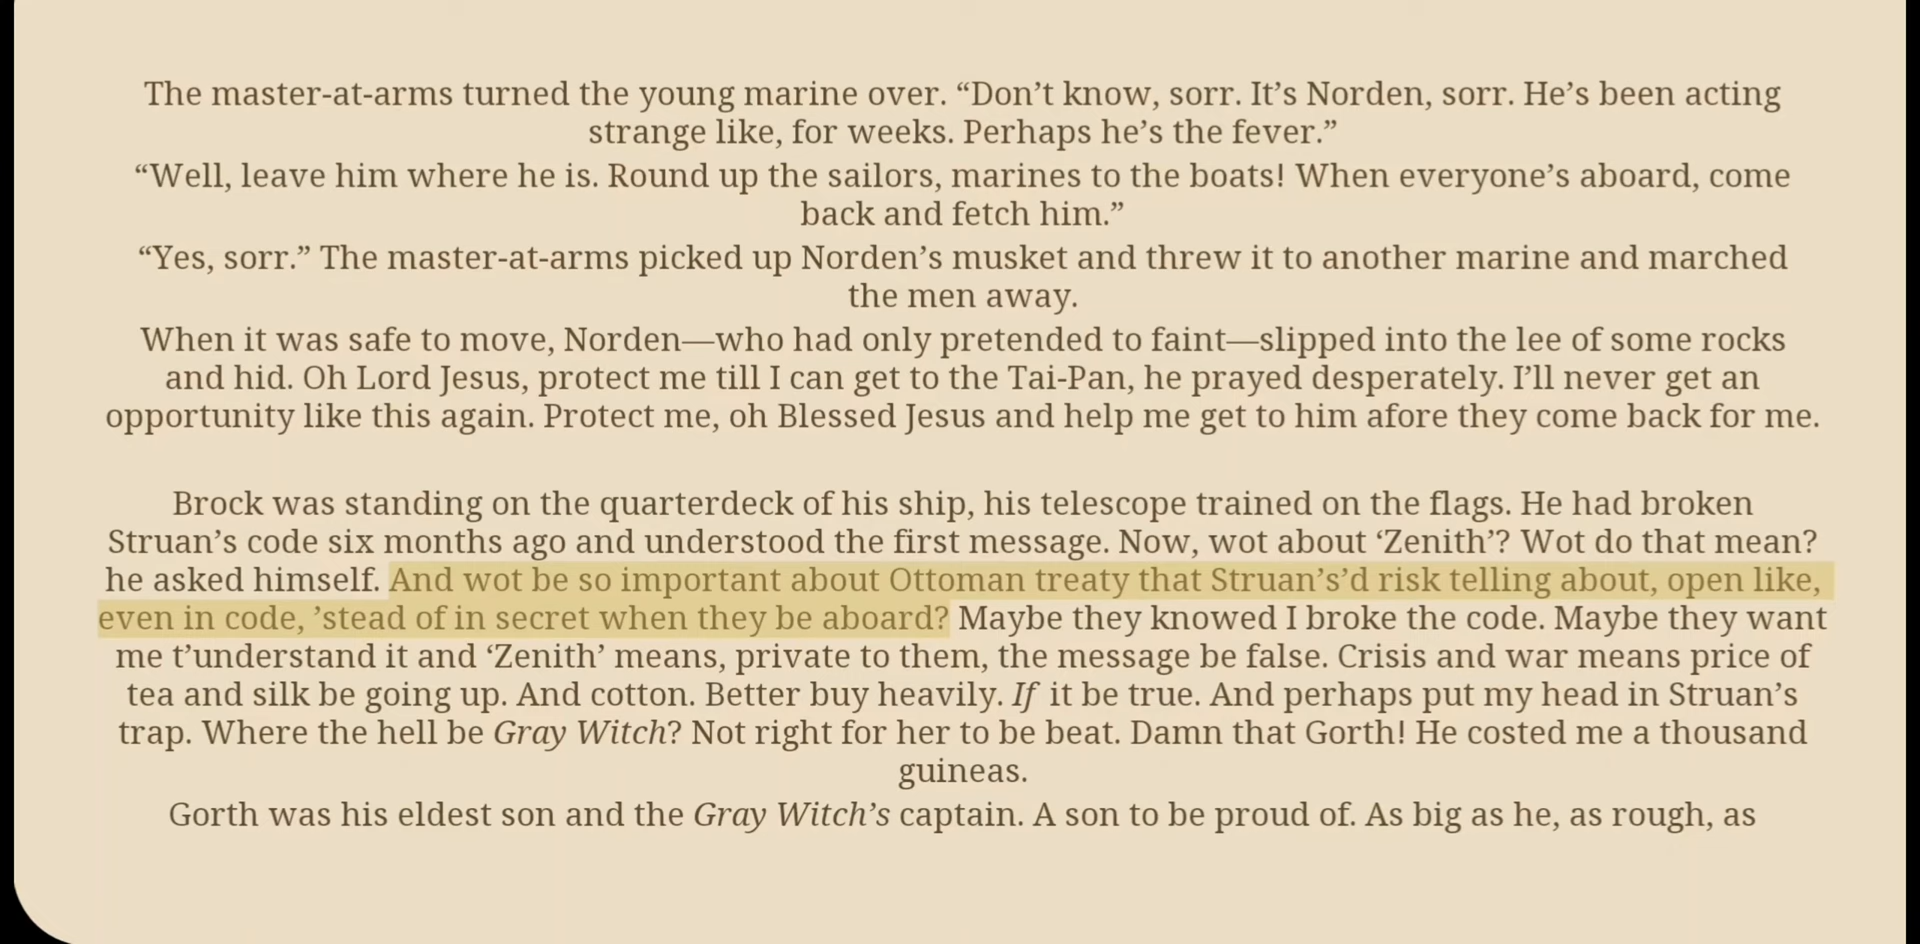 The master-at-arms turned the young marine over. “Don’t know, sorr. It’s Norden, sorr. He’s been acting
strange like, for weeks. Perhaps he’s the fever.”
“Well, leave him where he is. Round up the sailors, marines to the boats! When everyone’s aboard, come
back and fetch him.”
“Yes, sorr.” The master-at-arms picked up Norden’s musket and threw it to another marine and marched
the men away.
When it was safe to move, Norden—who had only pretended to faint—slipped into the lee of some rocks
and hid. Oh Lord Jesus, protect me till I can get to the Tai-Pan, he prayed desperately. I’ll never get an
opportunity like this again. Protect me, oh Blessed Jesus and help me get to him afore they come back for me.
Brock was standing on the quarterdeck of his ship, his telescope trained on the flags. He had broken
Struan’s code six months ago and understood the first message. Now, wot about ‘Zenith’? Wot do that mean?
he asked himself. And wot be so important about Ottoman treaty that Struan’s’d risk telling about, open like,
even in code, ’stead of in secret when they be aboard? Maybe they knowed I broke the code. Maybe they want
me t’understand it and ‘Zenith’ means, private to them, the message be false. Crisis and war means price of
tea and silk be going up. And cotton. Better buy heavily. If it be true. And perhaps put my head in Struan’s
trap. Where the hell be Gray Witch? Not right for her to be beat. Damn that Gorth! He costed me a thousand
guineas.
Gorth was his eldest son and the Gray Witch’s captain. A son to be proud of. As big as he, as rough, as